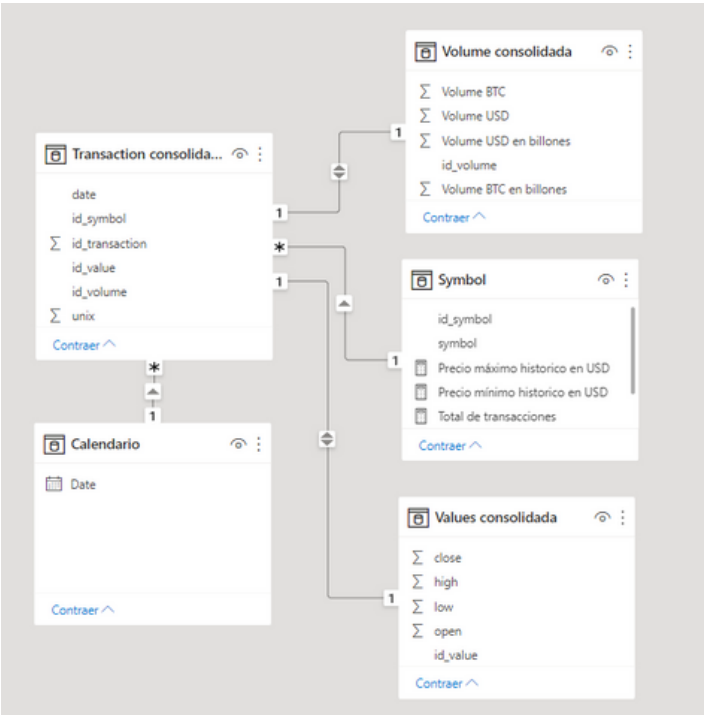 Transaction consolida...
date
id_symbol
Σ id_transaction
id_value
id_volume
Σ unix
Contraer
Volume consolidada
Σ Volume BTC
Σ Volume USD
Σ Volume USD en billones
id_volume
Σ Volume BTC en billones
Contraer
1
1
*
1
Symbol
id_symbol
symbol
Precio máximo historico en USD
Precio mínimo historico en USD
Total de transacciones
Contraer
1
*
1
Calendario
Date
Contraer
Values consolidada
Σ close
Σ high
Σ low
Σ open
id_value
Contraer
1